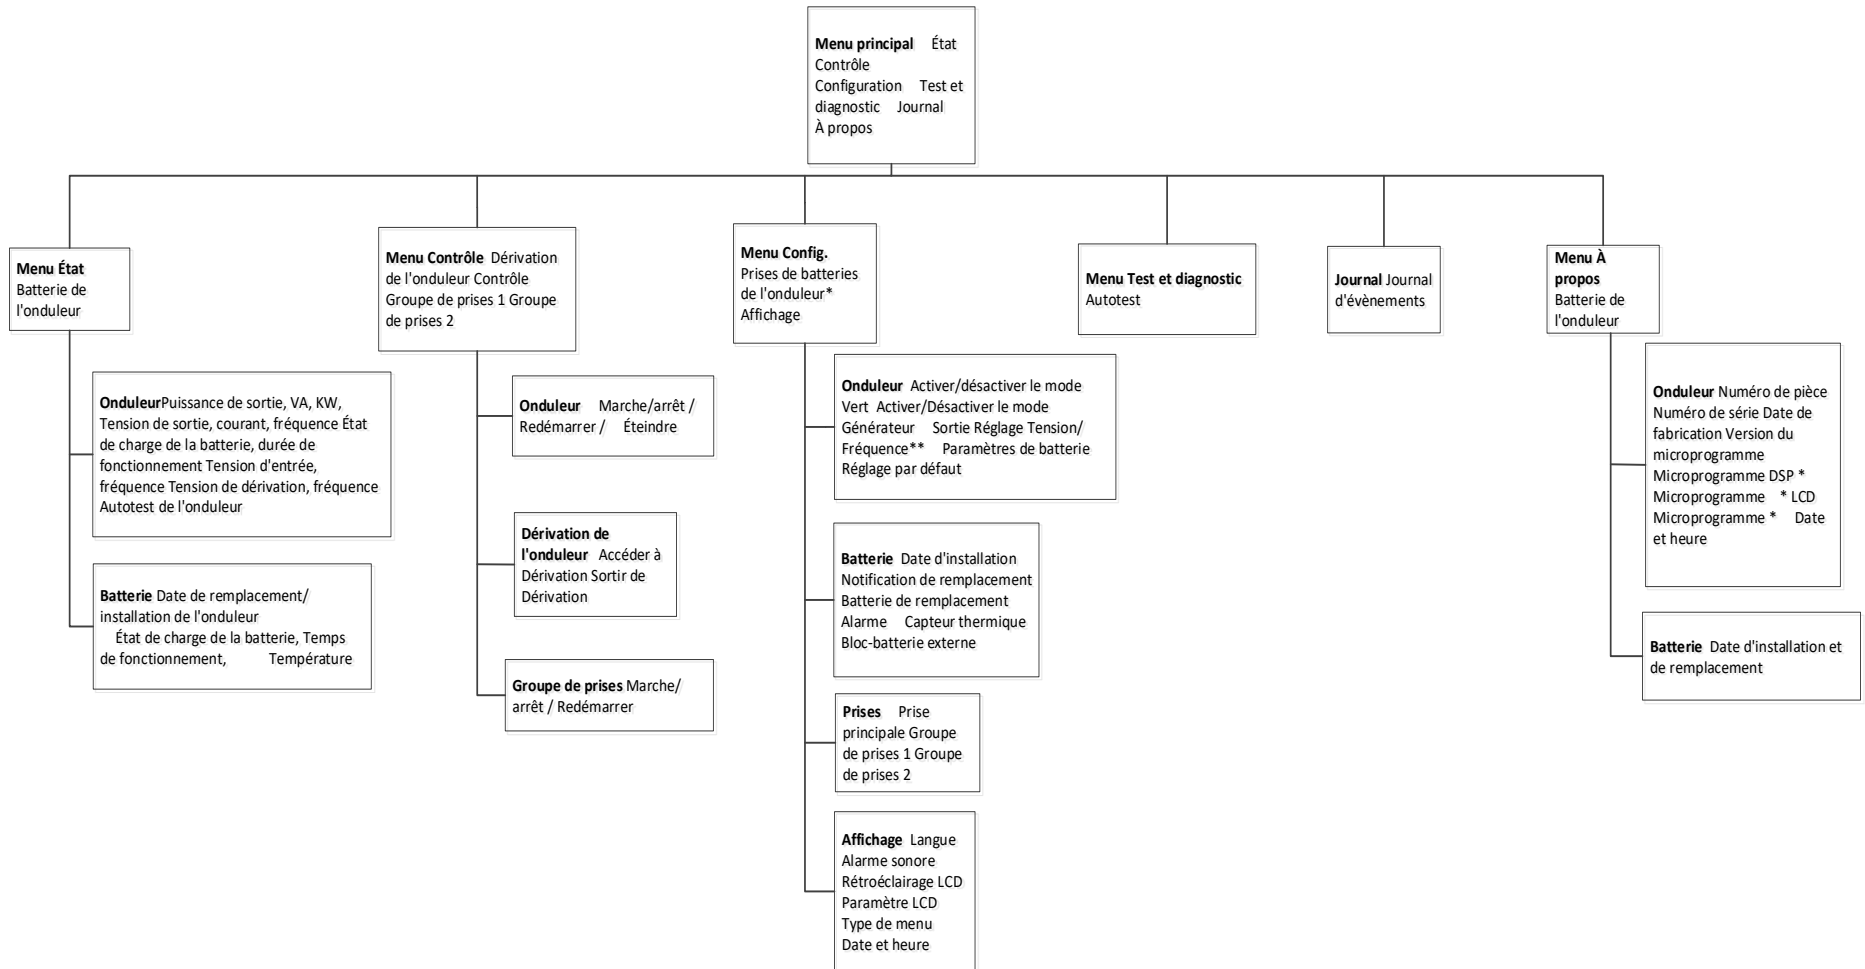 Menu principal État
Contrôle
Configuration Test et
diagnostic Journal
À propos
Menu État
Batterie de
l'onduleur
Menu Contrôle Dérivation
de l'onduleur Contrôle
Groupe de prises 1 Groupe
de prises 2
Menu Config.
Prises de batteries
de l'onduleur*
Affichage
Menu Test et diagnostic
Autotest
Journal Journal
d'évènements
Menu À
propos
Batterie de
l'onduleur
OnduleurPuissance de sortie, VA, KW,
Tension de sortie, courant, fréquence État
de charge de la batterie, durée de
fonctionnement Tension d'entrée,
fréquence Tension de dérivation, fréquence
Autotest de l'onduleur
Batterie Date de remplacement/
installation de l'onduleur
État de charge de la batterie, Temps
de fonctionnement, Température
Onduleur Marche/arrêt /
Redémarrer / Éteindre
Dérivation de
l'onduleur Accéder à
Dérivation Sortir de
Dérivation
Groupe de prises Marche/
arrêt / Redémarrer
Onduleur Activer/désactiver le mode
Vert Activer/Désactiver le mode
Générateur Sortie Réglage Tension/
Fréquence** Paramètres de batterie
Réglage par défaut
Batterie Date d'installation
Notification de remplacement
Batterie de remplacement
Alarme Capteur thermique
Bloc-batterie externe
Prises Prise
principale Groupe
de prises 1 Groupe
de prises 2
Affichage Langue
Alarme sonore
Rétroéclairage LCD
Paramètre LCD
Type de menu
Date et heure
Onduleur Numéro de pièce
Numéro de série Date de
fabrication Version du
microprogramme
Microprogramme DSP *
Microprogramme * LCD
Microprogramme * Date
et heure
Batterie Date d'installation et
de remplacement